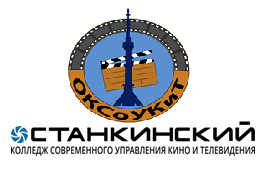 ОКСоУКиТ
ОСТАНКИНСКИЙ
КОЛЛЕДЖ СОВРЕМЕННОГО УПРАВЛЕНИЯ КИНО И ТЕЛЕВИДЕНИЯ